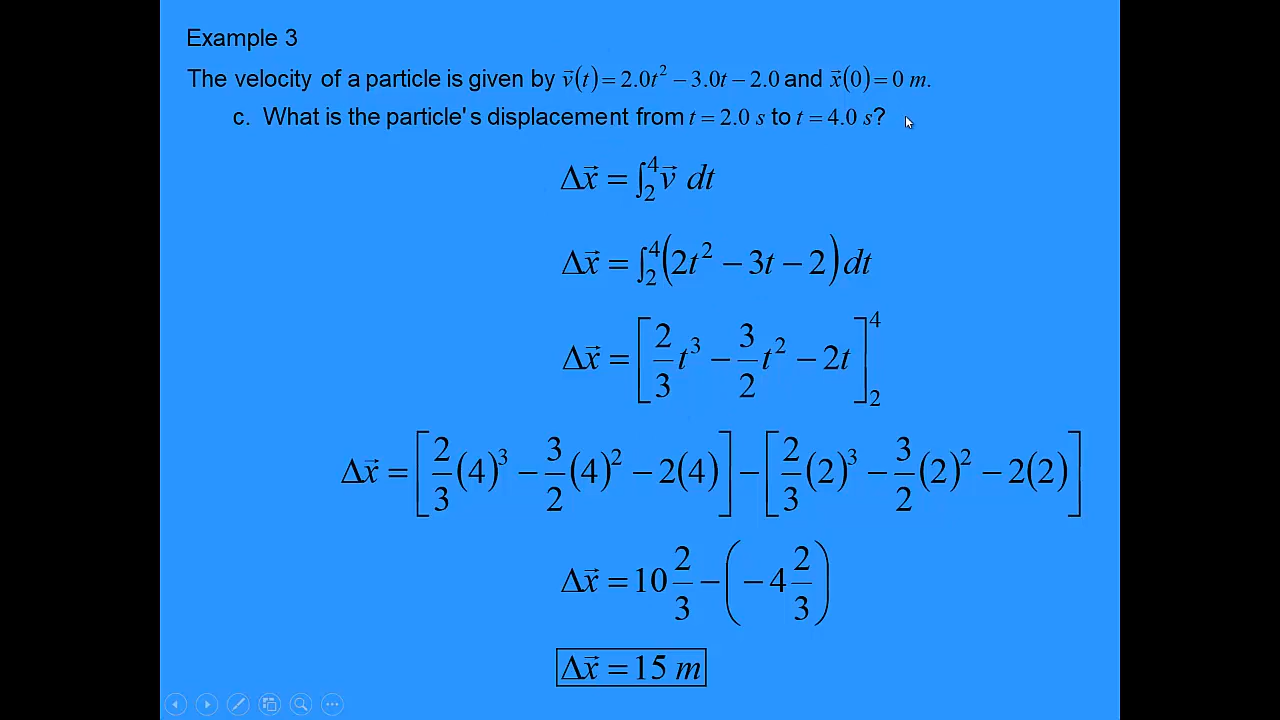 Example 3
The velocity of a particle is given by v⃗(t) = 2.0t² − 3.0t − 2.0 and x⃗(0) = 0 m.
c. What is the particle's displacement from t = 2.0 s to t = 4.0 s?
Δx⃗ = ∫₂⁴ v⃗ dt
Δx⃗ = ∫₂⁴ (2t² − 3t − 2) dt
Δx⃗ = [2/3 t³ − 3/2 t² − 2t]₂⁴
Δx⃗ = [2/3 (4)³ − 3/2 (4)² − 2(4)] − [2/3 (2)³ − 3/2 (2)² − 2(2)]
Δx⃗ = 10 2/3 − (−4 2/3)
Δx⃗ = 15 m